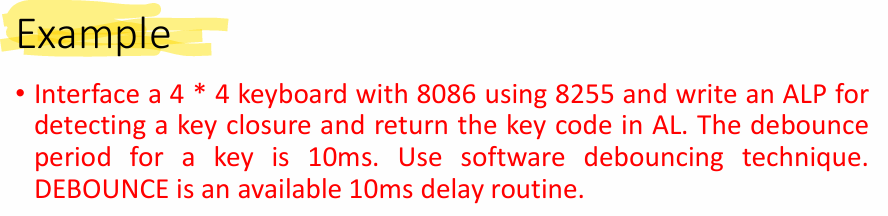 Example
• Interface a 4 * 4 keyboard with 8086 using 8255 and write an ALP for
detecting a key closure and return the key code in AL. The debounce
period for a key is 10ms. Use software debouncing technique.
DEBOUNCE is an available 10ms delay routine.